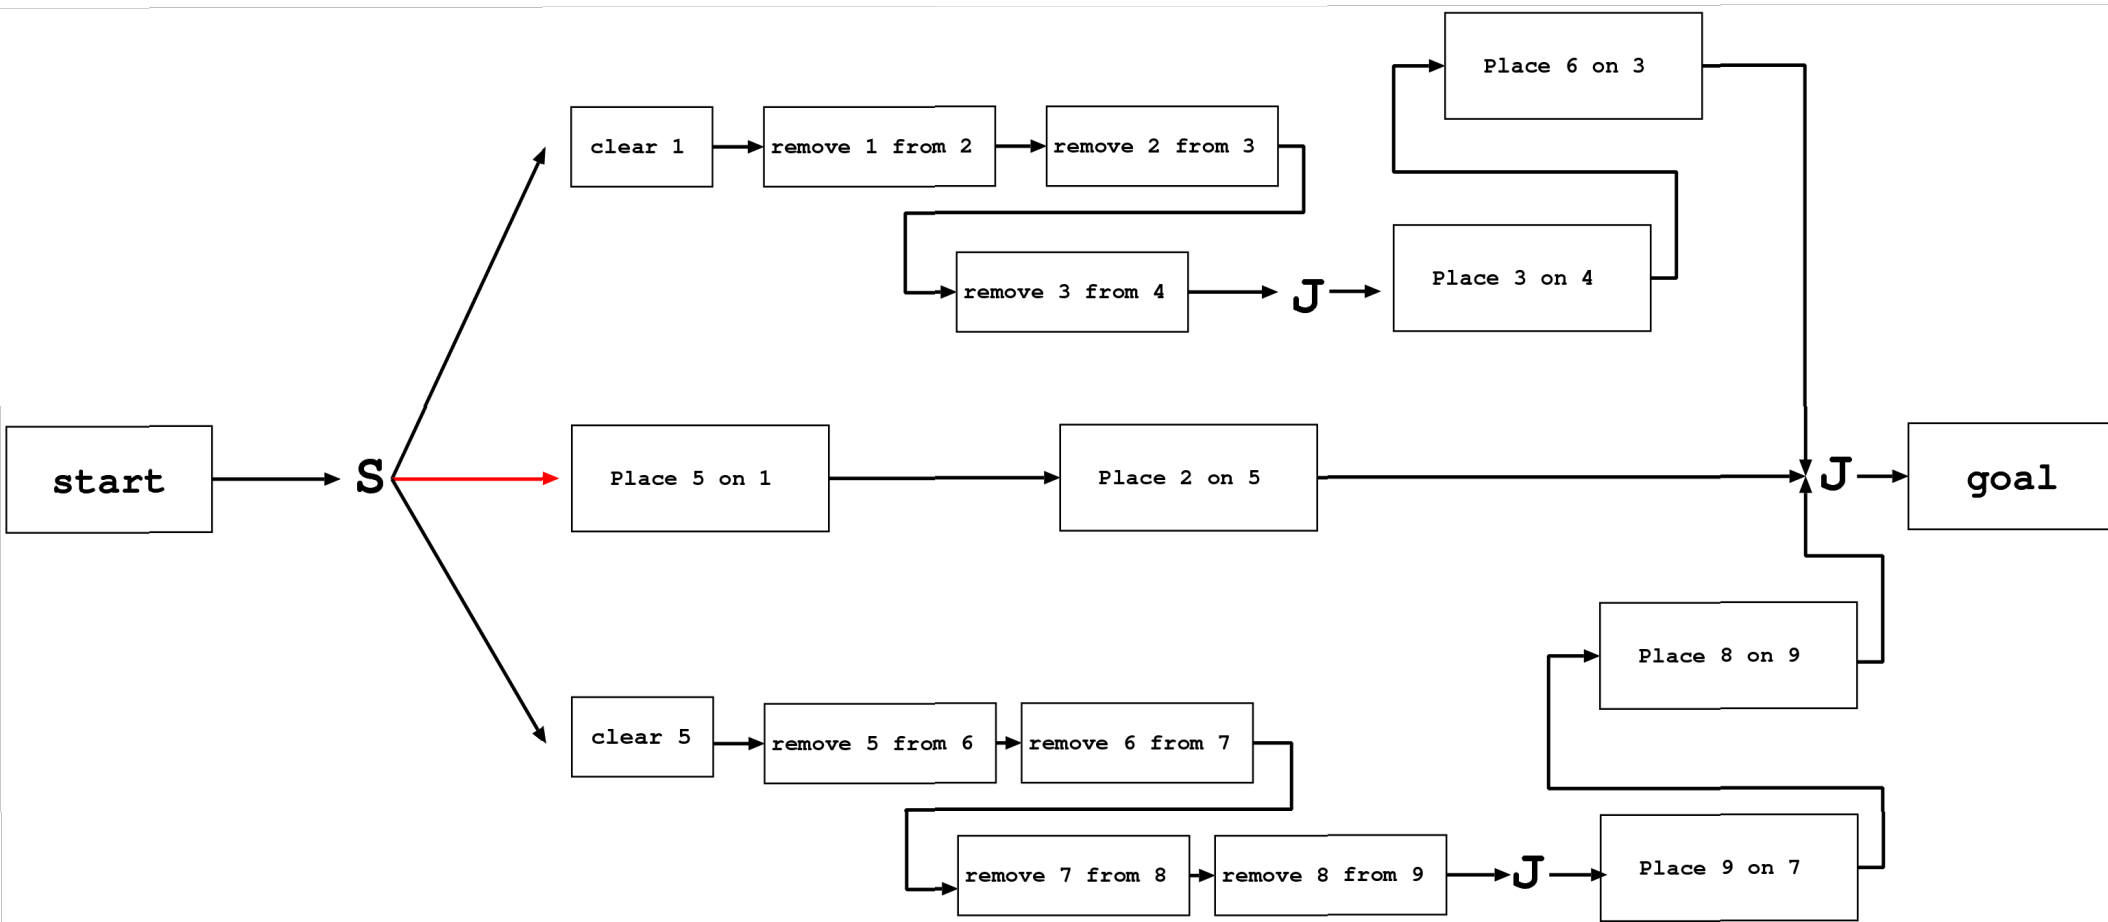 Place 6 on 3
clear 1
remove 1 from 2
remove 2 from 3
remove 3 from 4
J
Place 3 on 4
start
S
Place 5 on 1
Place 2 on 5
J
goal
Place 8 on 9
clear 5
remove 5 from 6
remove 6 from 7
remove 7 from 8
remove 8 from 9
J
Place 9 on 7